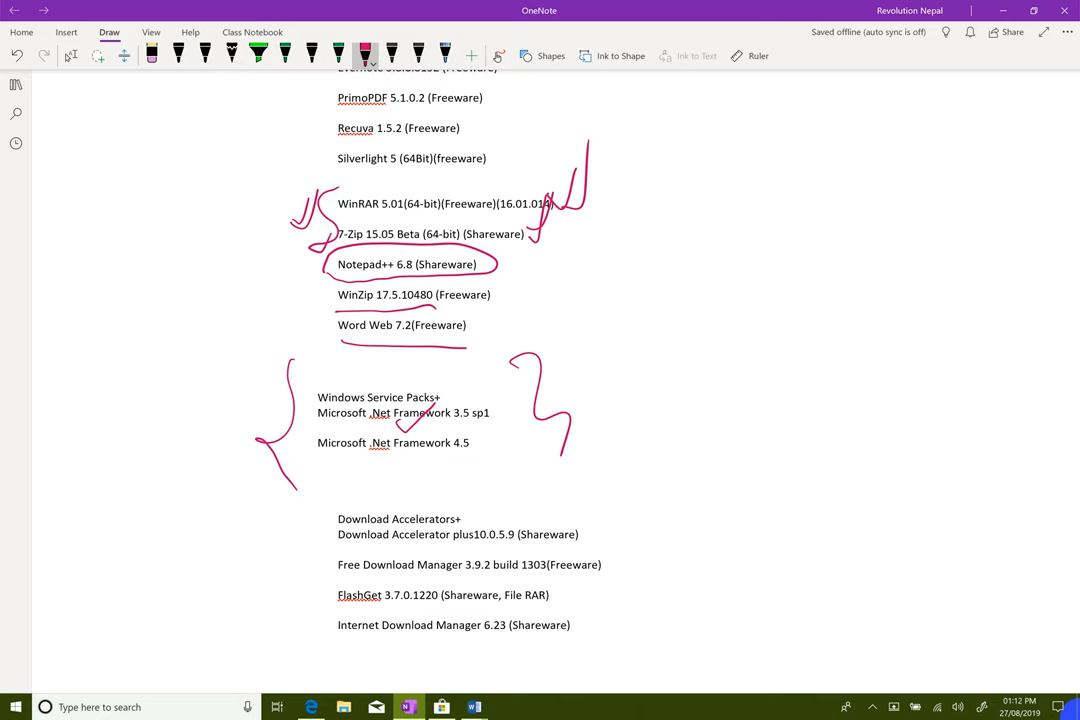 OneNote
Revolution Nepal
Home
Insert
Draw
View
Help
Class Notebook
Saved offline (auto sync is off)
Share
Shapes
Ink to Shape
Ink to Text
Ruler
PrimoPDF 5.1.0.2 (Freeware)
Recuva 1.5.2 (Freeware)
Silverlight 5 (64Bit)(freeware)
WinRAR 5.01(64-bit)(Freeware)(16.01.014)
7-Zip 15.05 Beta (64-bit) (Shareware)
Notepad++ 6.8 (Shareware)
WinZip 17.5.10480 (Freeware)
Word Web 7.2(Freeware)
Windows Service Packs+
Microsoft .Net Framework 3.5 sp1
Microsoft .Net Framework 4.5
Download Accelerators+
Download Accelerator plus10.0.5.9 (Shareware)
Free Download Manager 3.9.2 build 1303(Freeware)
FlashGet 3.7.0.1220 (Shareware, File RAR)
Internet Download Manager 6.23 (Shareware)
Type here to search
01:12 PM
27/08/2019